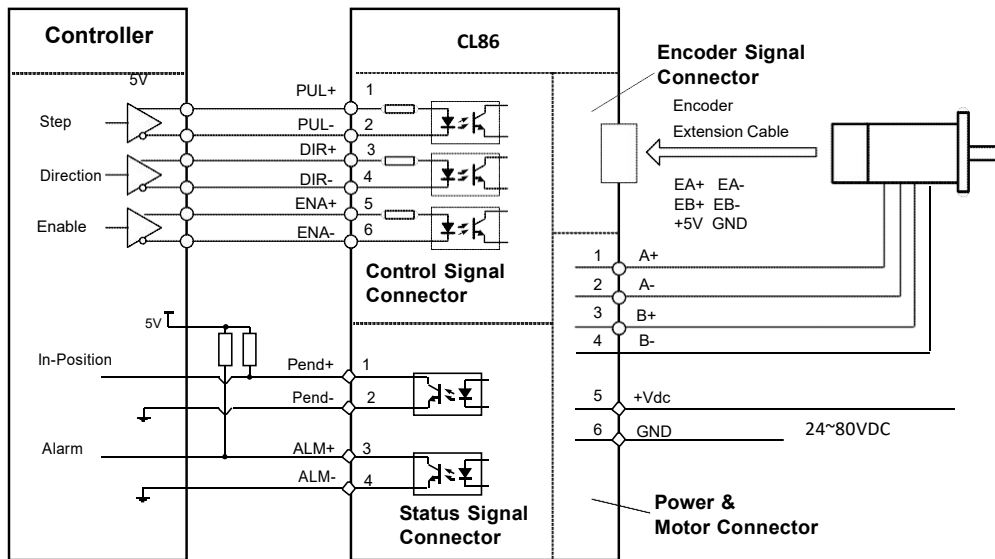 Controller
CL86
Encoder Signal
Connector
5V
Step
PUL+ 1
PUL- 2
Direction
DIR+ 3
DIR- 4
Enable
ENA+ 5
ENA- 6
Control Signal
Connector
Encoder
Extension Cable
EA+ EA-
EB+ EB-
+5V GND
1 A+
2 A-
3 B+
4 B-
5V
In-Position
Pend+ 1
Pend- 2
Alarm
ALM+ 3
ALM- 4
Status Signal
Connector
5 +Vdc
6 GND
24~80VDC
Power &
Motor Connector